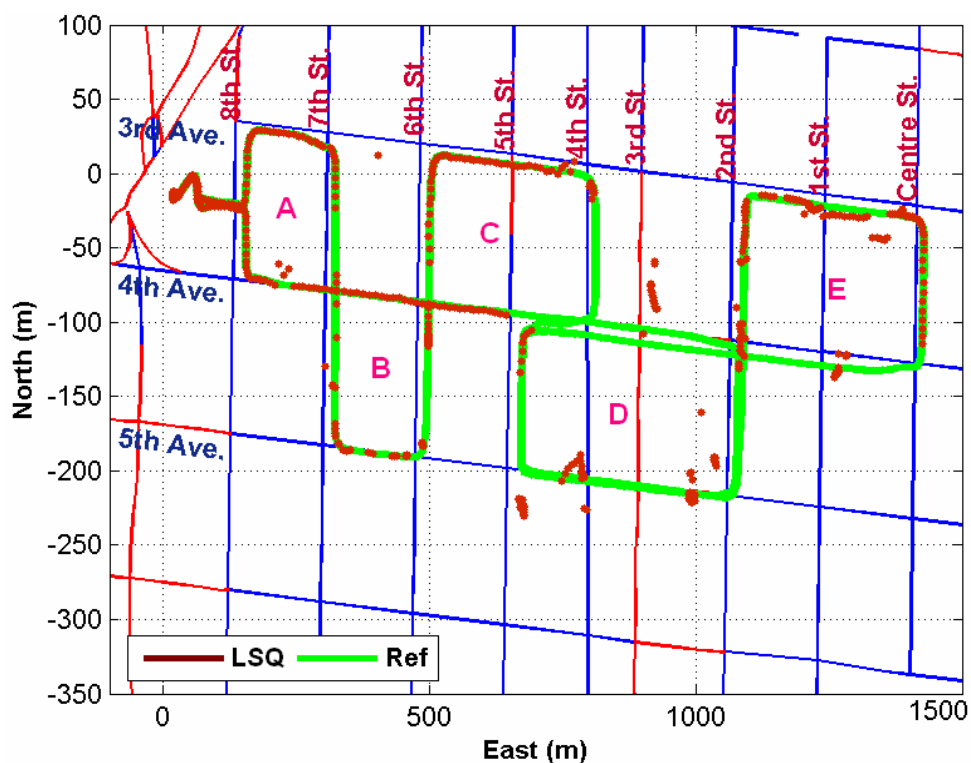 100
50
0
-50
-100
-150
-200
-250
-300
-350
North (m)
8th St.
7th St.
6th St.
5th St.
4th St.
3rd St.
2nd St.
1st St.
Centre St.
3rd Ave.
4th Ave.
5th Ave.
A
C
E
B
D
LSQ Ref
0 500 1000 1500
East (m)